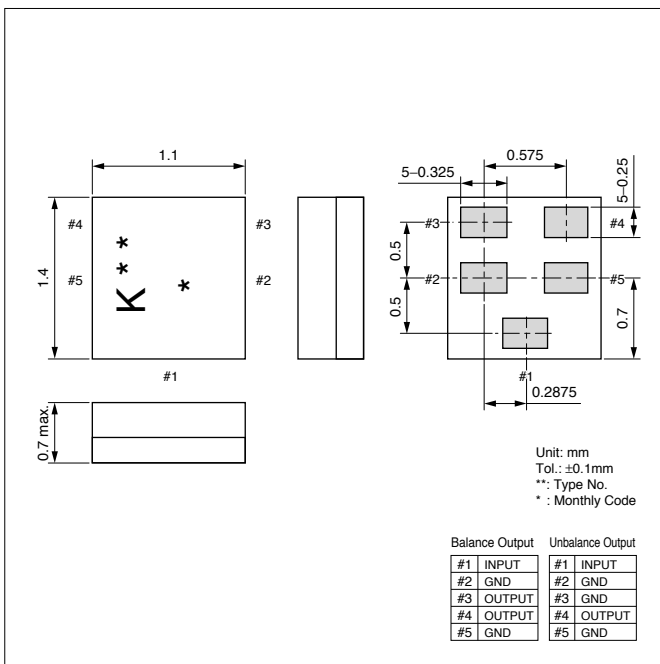 1.1
0.575
5–0.325
5–0.25
#4
#3
#3
#4
1.4
K**
*
0.5
#5
#2
#2
#5
0.5
0.7
#1
#1
0.2875
0.7 max.
Unit: mm
Tol.: ±0.1mm
**: Type No.
* : Monthly Code
Balance Output Unbalance Output
#1 INPUT #1 INPUT
#2 GND #2 GND
#3 OUTPUT #3 GND
#4 OUTPUT #4 OUTPUT
#5 GND #5 GND